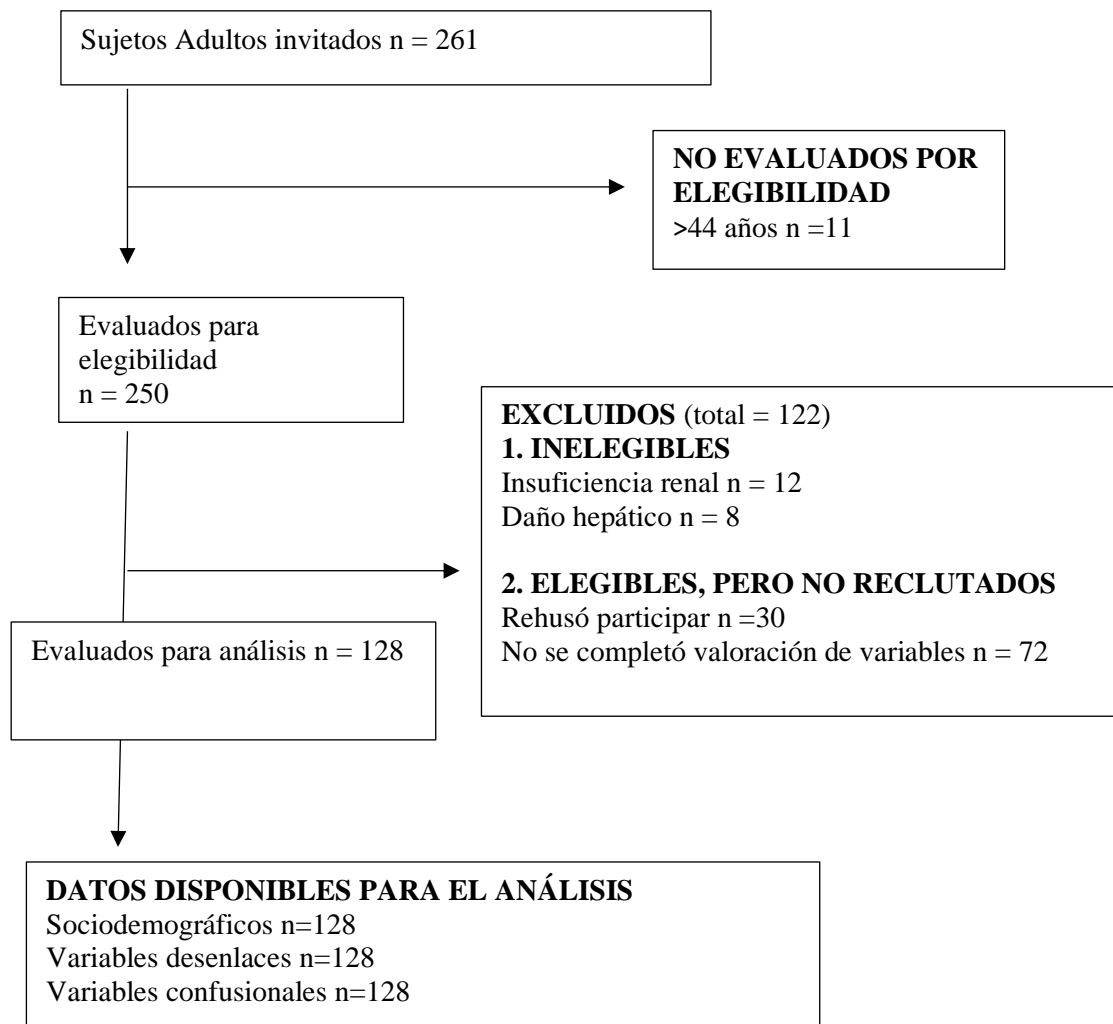 Sujetos Adultos invitados n = 261
NO EVALUADOS POR
ELEGIBILIDAD
>44 años n =11
Evaluados para
elegibilidad
n = 250
EXCLUIDOS (total = 122)
1. INELEGIBLES
Insuficiencia renal n = 12
Daño hepático n = 8
2. ELEGIBLES, PERO NO RECLUTADOS
Rehusó participar n =30
No se completó valoración de variables n = 72
Evaluados para análisis n = 128
DATOS DISPONIBLES PARA EL ANÁLISIS
Sociodemográficos n=128
Variables desenlaces n=128
Variables confusionales n=128